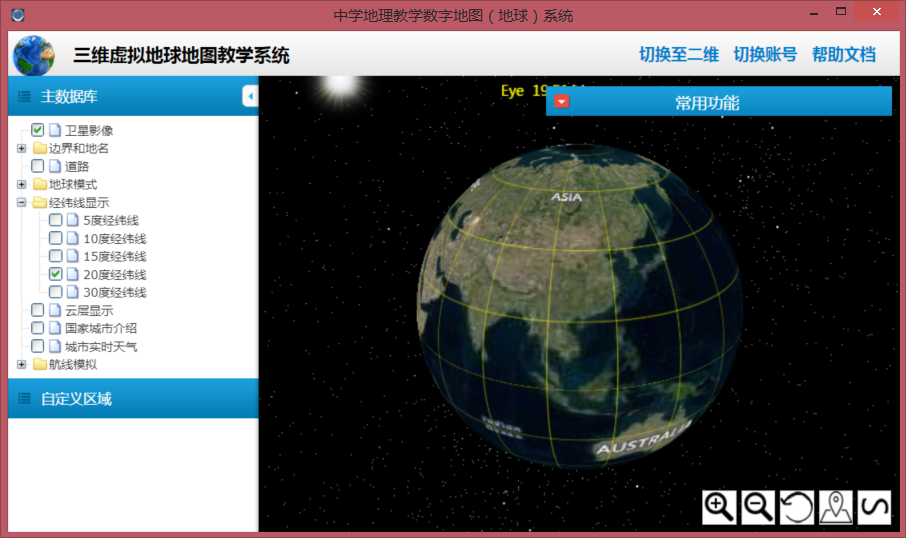 中学地理教学数字地图（地球）系统
三维虚拟地球地图教学系统
切换至二维 切换账号 帮助文档
主数据库
卫星影像
边界和地名
道路
地球模式
经纬线显示
5度经纬线
10度经纬线
15度经纬线
20度经纬线
30度经纬线
云层显示
国家城市介绍
城市实时天气
航线模拟
自定义区域
Eye
常用功能
ASIA
Indian
Ocean
AUSTRALIA